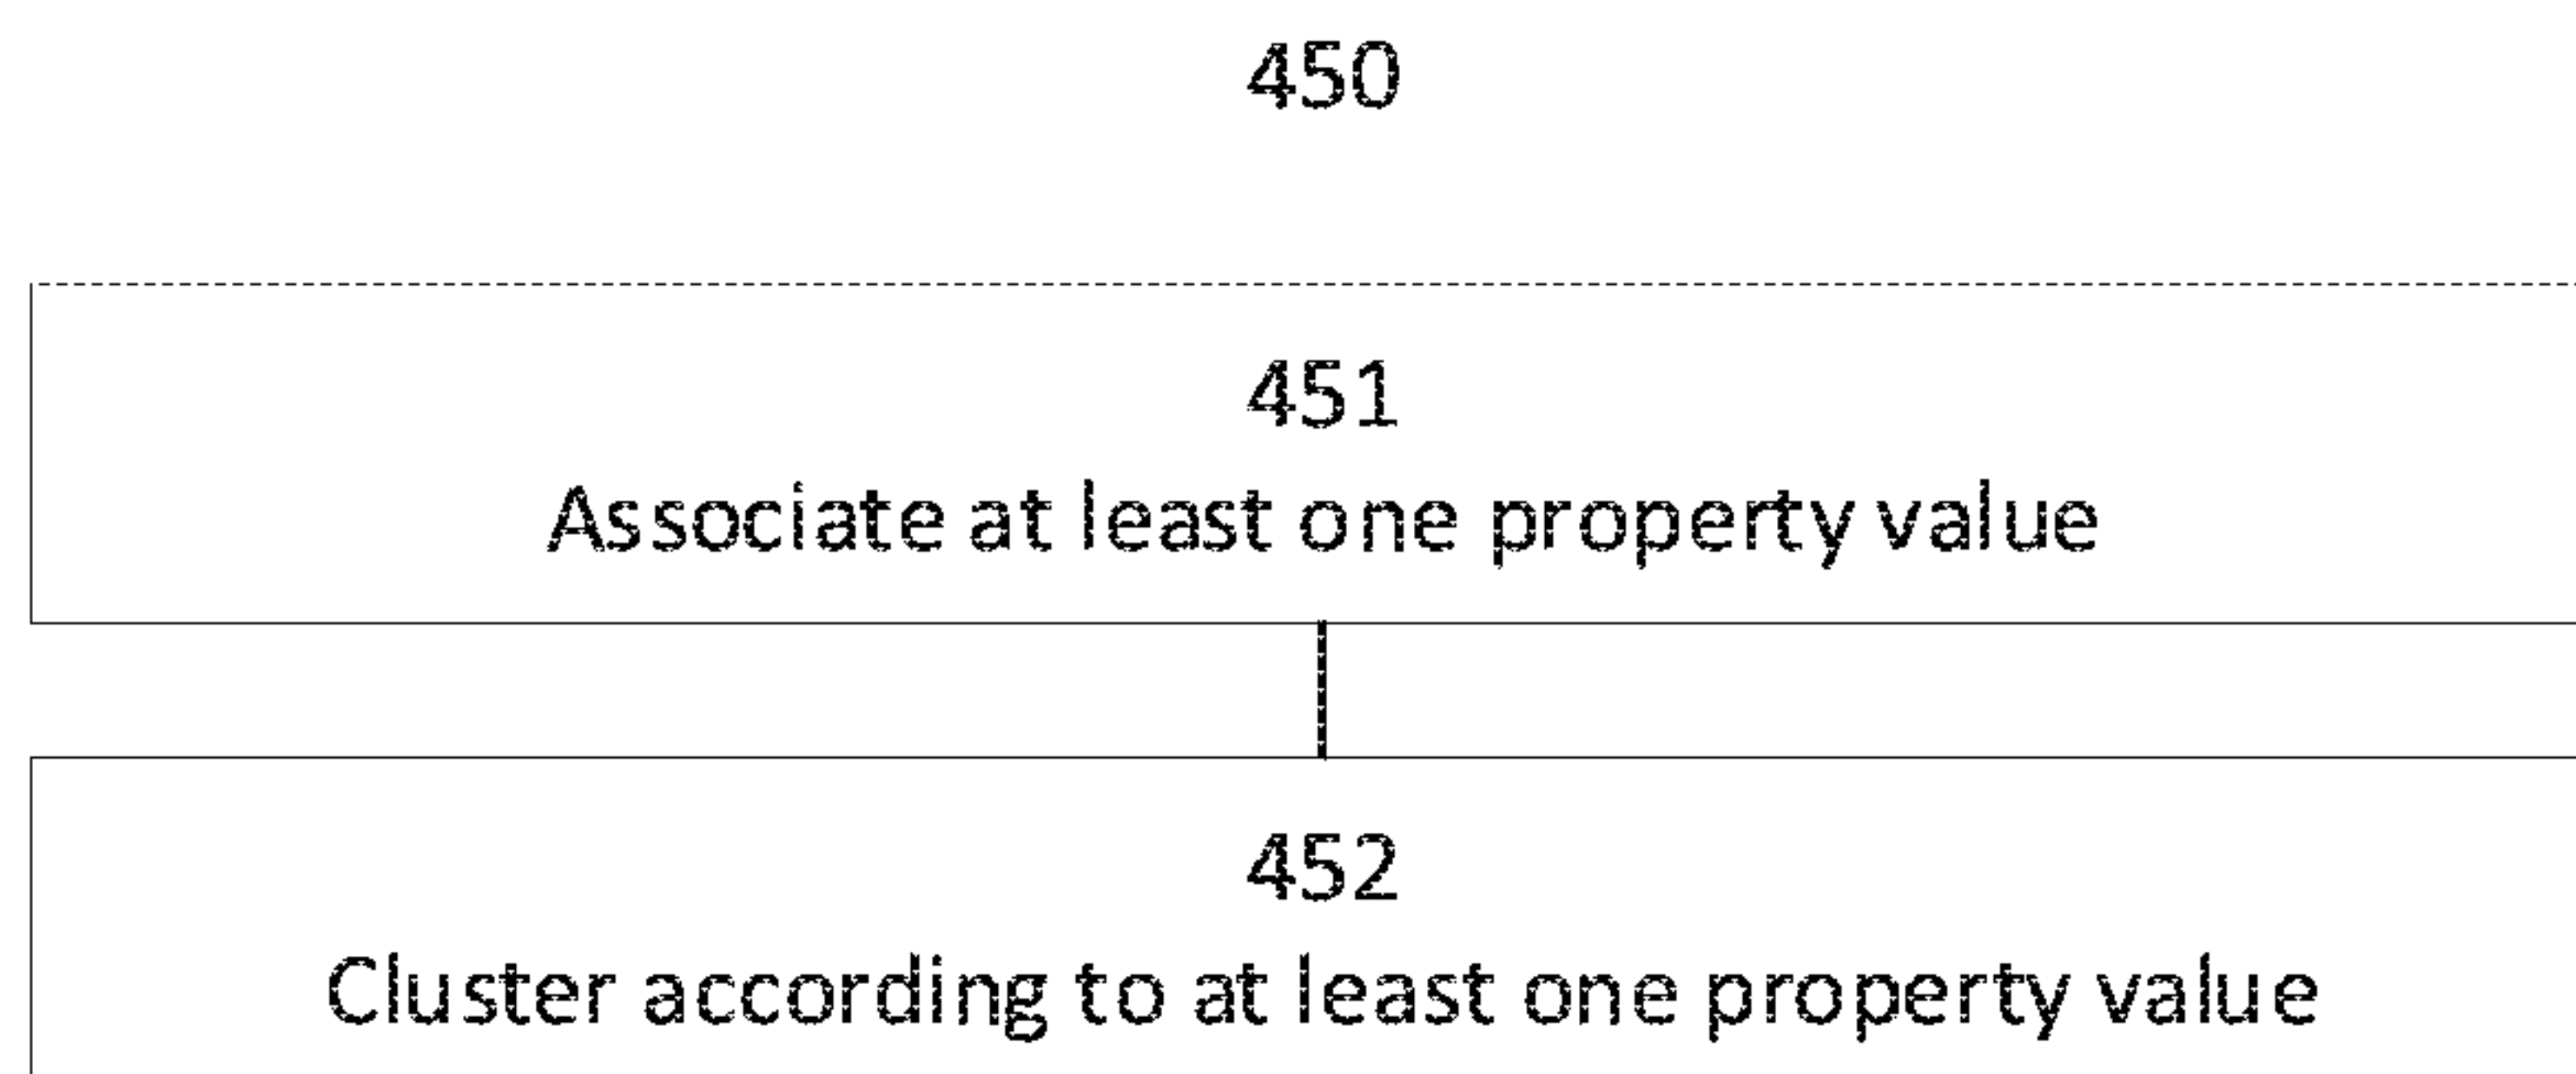 450
451
Associate at least one property value
452
Cluster according to at least one property value